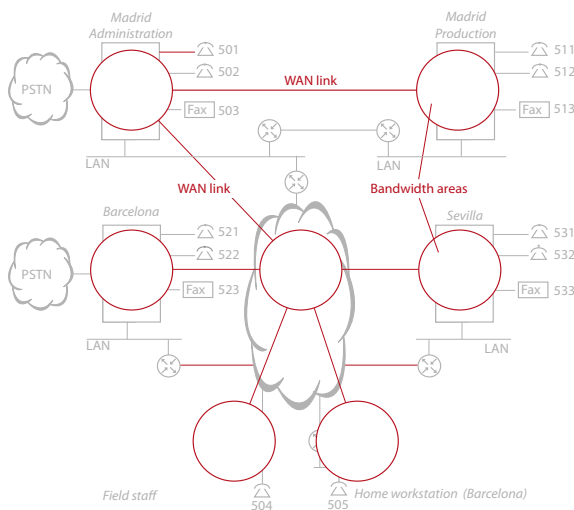 Madrid
Administration
Madrid
Production
501
502
Fax 503
PSTN
LAN
WAN link
511
512
Fax 513
LAN
WAN link
Bandwidth areas
Barcelona
Sevilla
521
522
Fax 523
PSTN
LAN
531
532
Fax 533
LAN
Field staff
504
505
Home workstation (Barcelona)